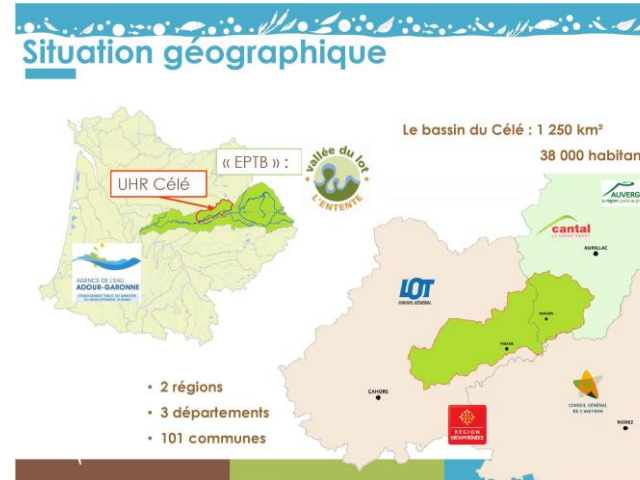 Situation géographique
Le bassin du Célé : 1 250 km²
38 000 habitan
« EPTB » :
vallée du lot
L'ENTENTE
UHR Célé
AUVERG
cantal
AURILLAC
AGENCE DE L'EAU
ADOUR-GARONNE
LOT
CONSEIL GÉNÉRAL
MAURS
FIGEAC
CAHORS
CONSEIL GÉNÉRAL
DE L'AVEYRON
RODEZ
REGION
MIDI-PYRÉNÉES
• 2 régions
• 3 départements
• 101 communes